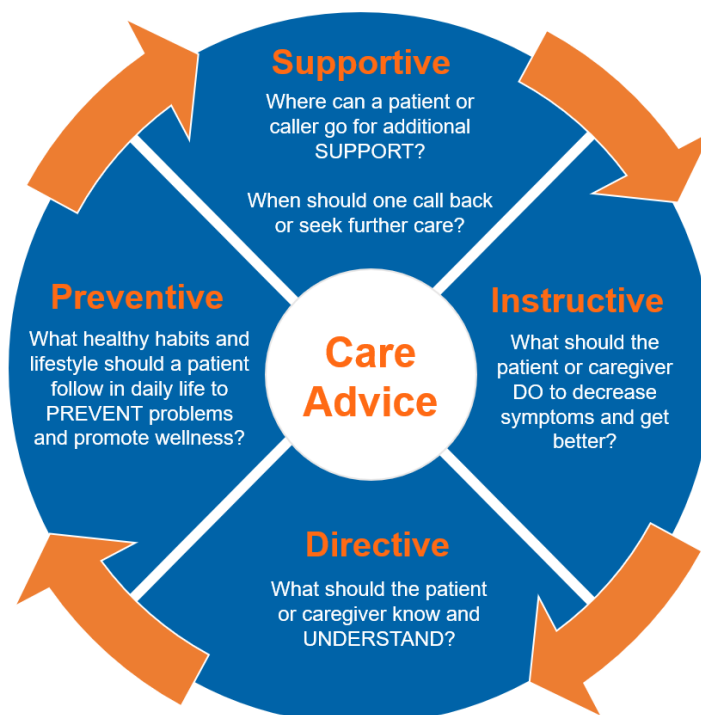 Supportive
Where can a patient or
caller go for additional
SUPPORT?
When should one call back
or seek further care?
Preventive
What healthy habits and
lifestyle should a patient
follow in daily life to
PREVENT problems
and promote wellness?
Care
Advice
Instructive
What should the
patient or caregiver
DO to decrease
symptoms and get
better?
Directive
What should the patient
or caregiver know and
UNDERSTAND?